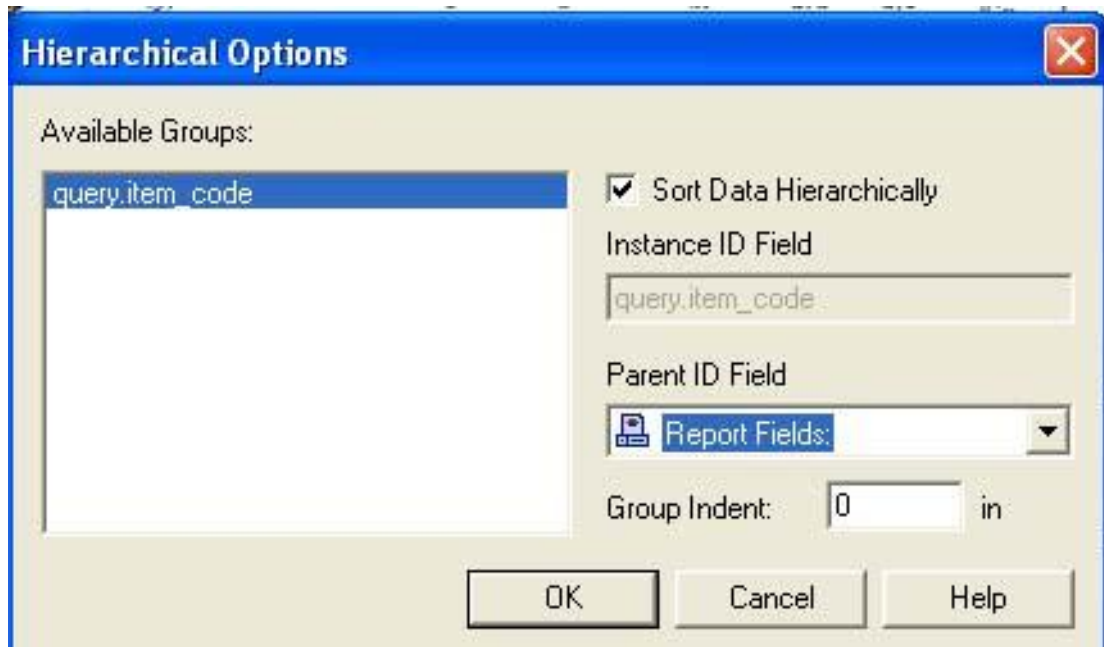 Hierarchical Options
Available Groups:
query.item_code
Sort Data Hierarchically
Instance ID Field
query.item_code
Parent ID Field
Report Fields:
Group Indent: 0 in
OK Cancel Help